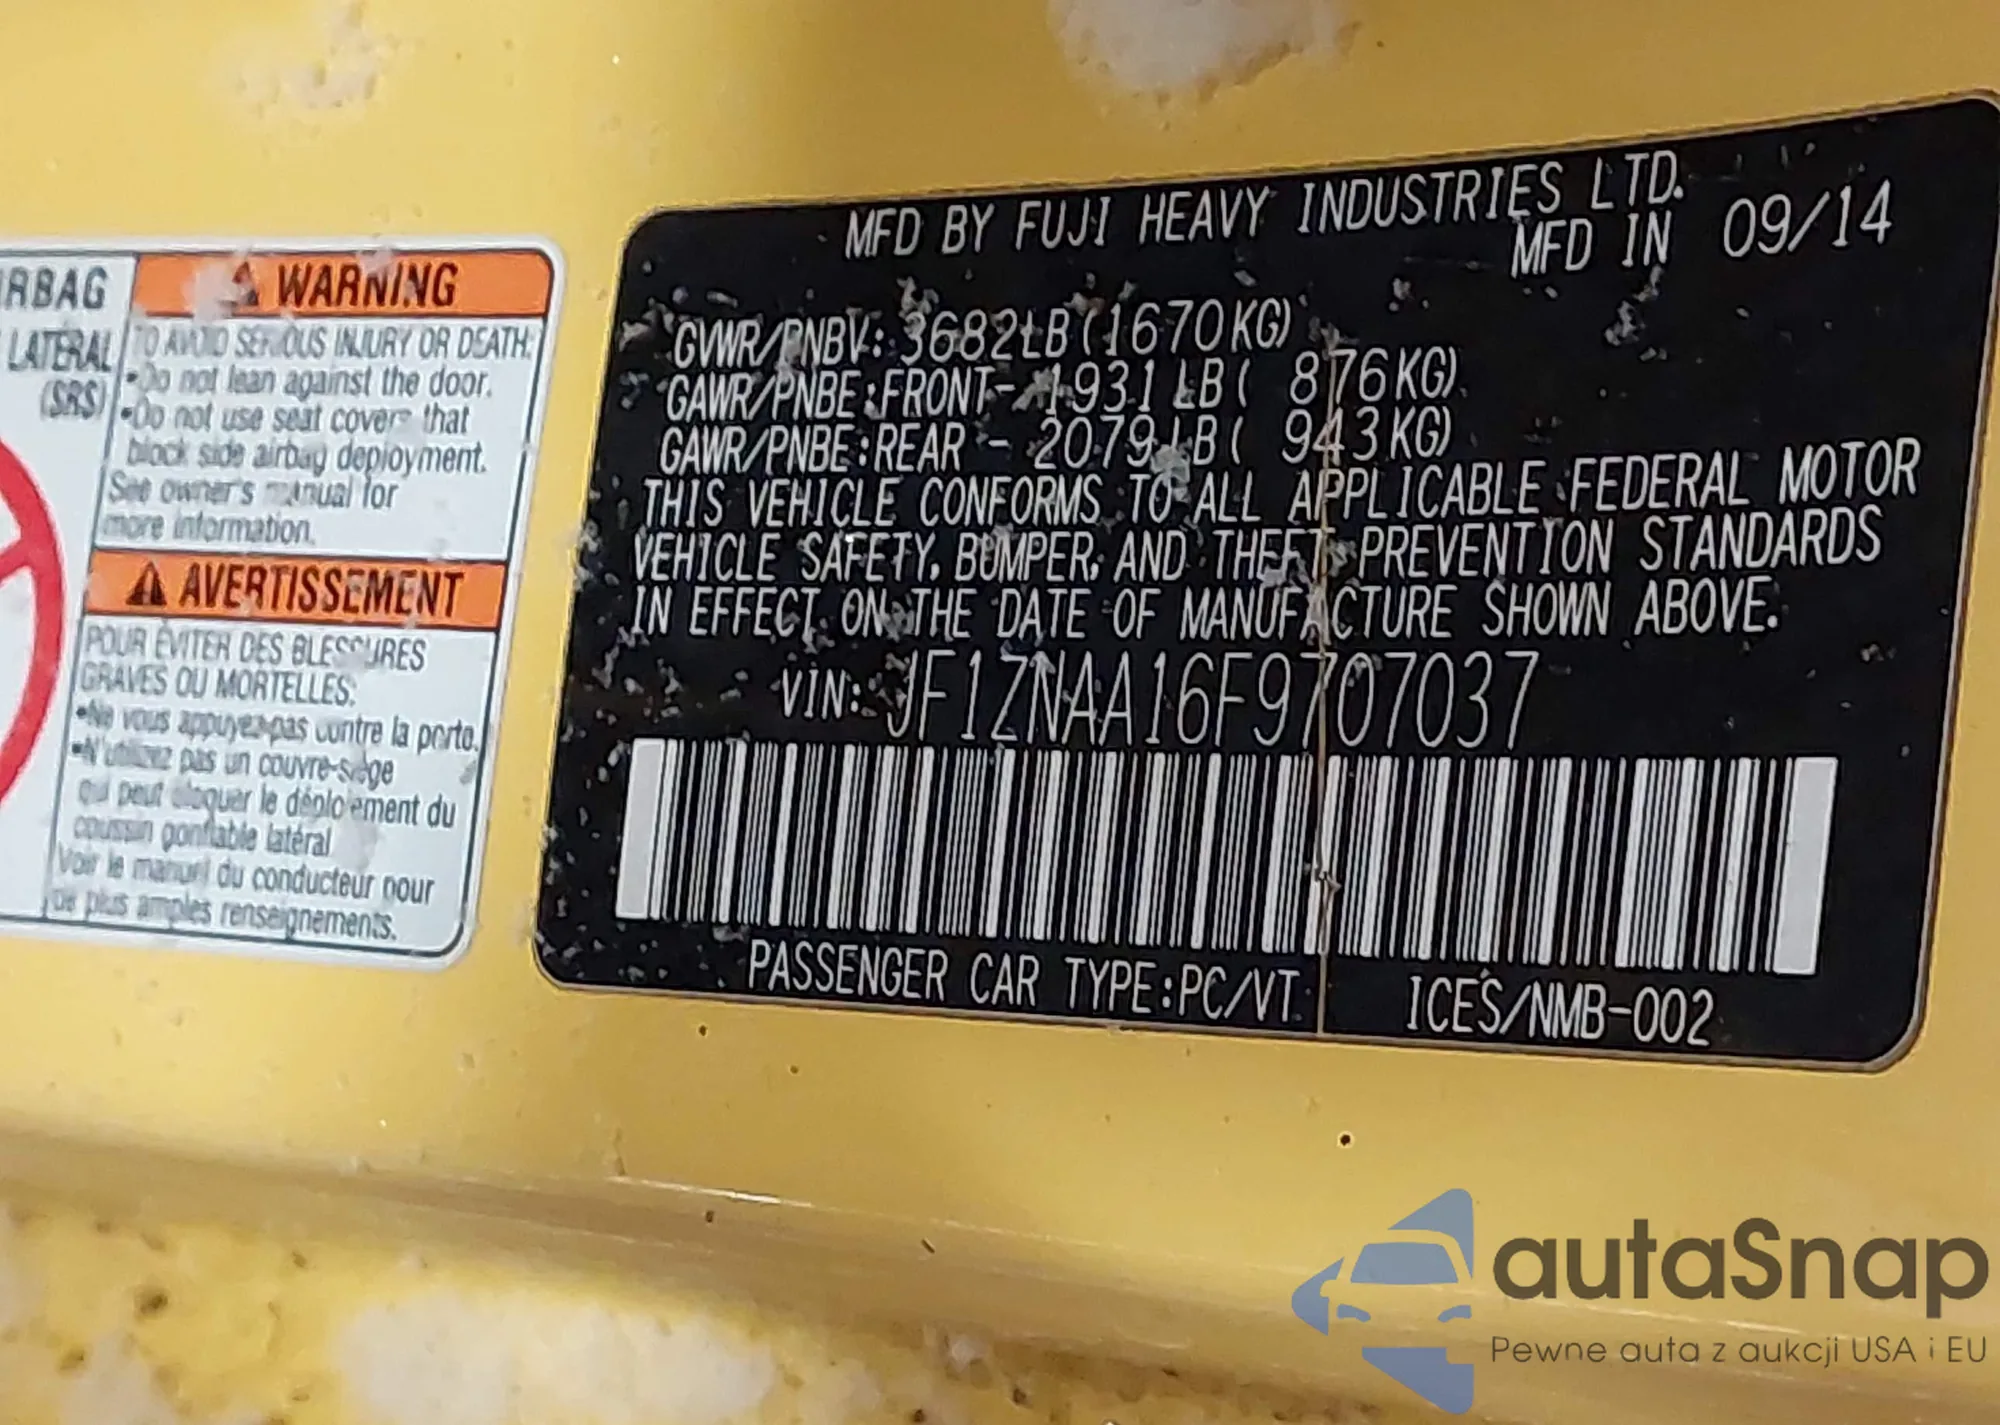 RBAG
LATÉRAL
(SRS)
WARNING
TO AVOID SERIOUS INJURY OR DEATH:
•Do not lean against the door.
•Do not use seat covers that
block side airbag deployment.
See owner's manual for
more information.
AVERTISSEMENT
POUR ÉVITER DES BLESSURES
GRAVES OU MORTELLES:
•Ne vous appuyez pas contre la porte.
•N'utilisez pas un couvre-siège
qui peut bloquer le déploiement du
coussin gonflable latéral
Voir le manuel du conducteur pour
de plus amples renseignements.
MFD BY FUJI HEAVY INDUSTRIES LTD.
MFD IN 09/14
GVWR/PNBV: 3682LB(1670KG)
GAWR/PNBE:FRONT- 1931LB( 876KG)
GAWR/PNBE:REAR - 2079LB( 943KG)
THIS VEHICLE CONFORMS TO ALL APPLICABLE FEDERAL MOTOR
VEHICLE SAFETY, BUMPER, AND THEFT PREVENTION STANDARDS
IN EFFECT ON THE DATE OF MANUFACTURE SHOWN ABOVE.
VIN: JF1ZNAA16F9707037
PASSENGER CAR TYPE:PC/VT ICES/NMB-002
autaSnap
Pewne auta z aukcji USA i EU